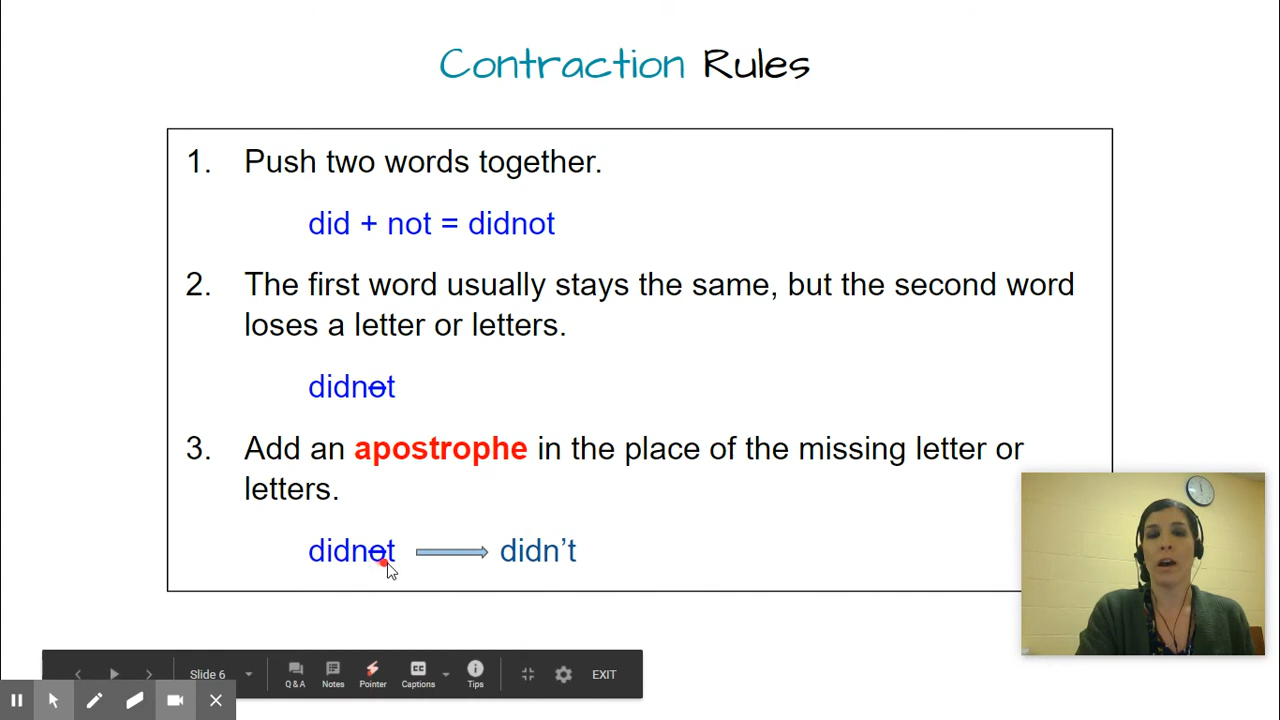 Contraction Rules
1. Push two words together.
did + not = didnot
2. The first word usually stays the same, but the second word
loses a letter or letters.
didnot
3. Add an apostrophe in the place of the missing letter or
letters.
didnot didn’t
Slide 6 Q & A Notes Pointer CC Captions Tips EXIT